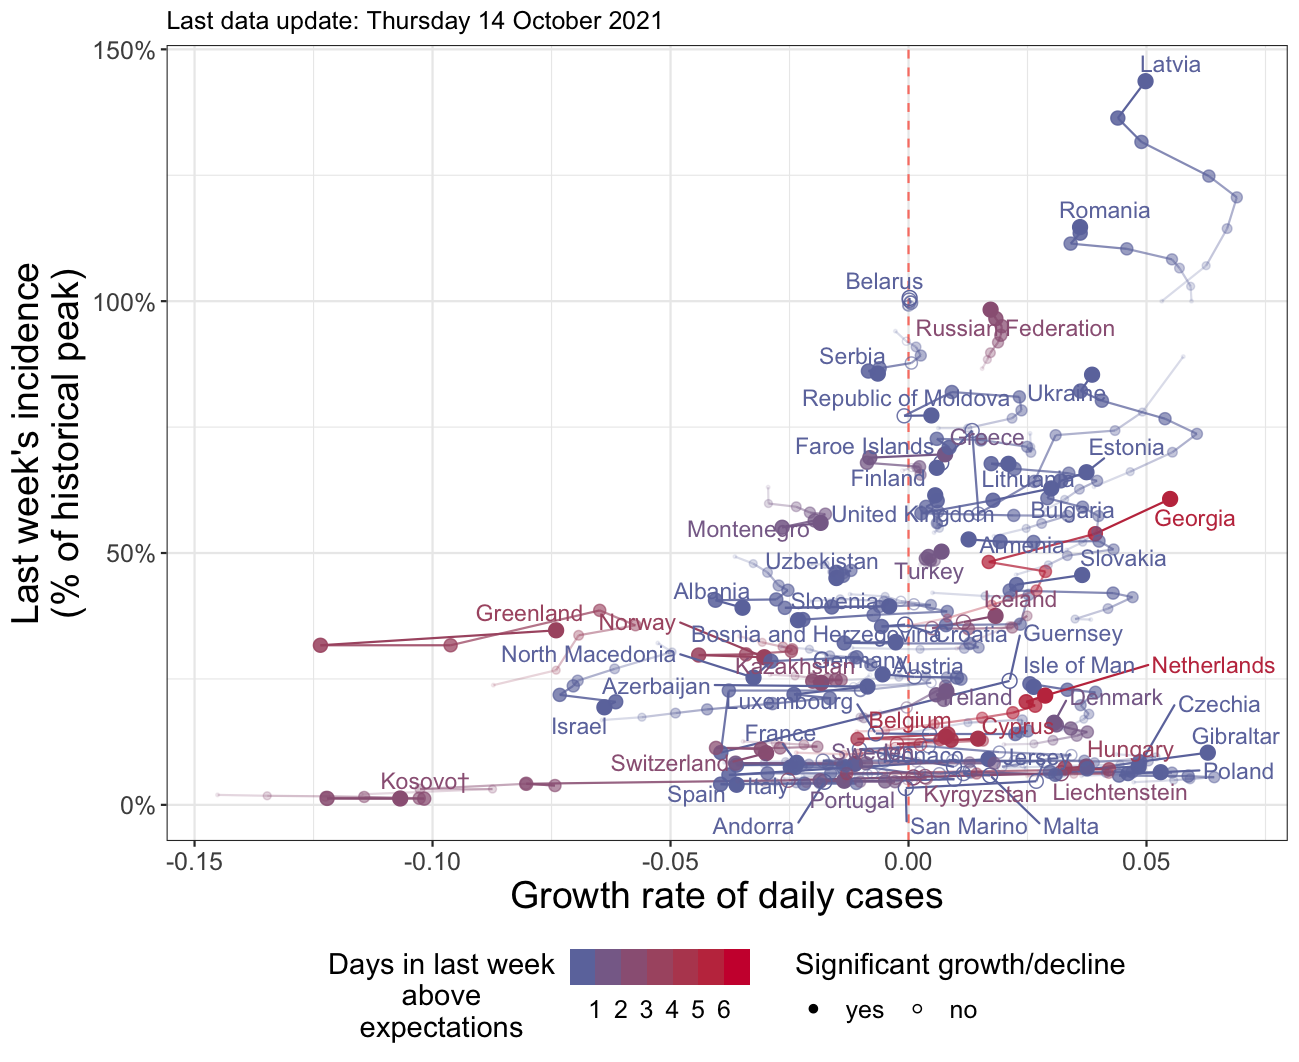 Last data update: Thursday 14 October 2021
150%
100%
50%
0%
Last week's incidence
(% of historical peak)
Latvia
Romania
Belarus
Russian Federation
Serbia
Republic of Moldova
Ukraine
Faroe Islands
Greece
Estonia
Finland
Lithuania
Montenegro
United Kingdom
Bulgaria
Georgia
Armenia
Uzbekistan
Turkey
Slovakia
Albania
Slovenia
Iceland
Greenland
Norway
Bosnia and Herzegovina
Croatia
Guernsey
North Macedonia
Kazakhstan
Germany
Austria
Isle of Man
Netherlands
Azerbaijan
Luxembourg
Ireland
Denmark
Czechia
Israel
France
Belgium
Cyprus
Gibraltar
Switzerland
Sweden
Monaco
Jersey
Hungary
Poland
Kosovo†
Spain
Italy
Portugal
Kyrgyzstan
Liechtenstein
Andorra
San Marino
Malta
-0.15
-0.10
-0.05
0.00
0.05
Growth rate of daily cases
Days in last week
above
expectations
1 2 3 4 5 6
Significant growth/decline
yes
no